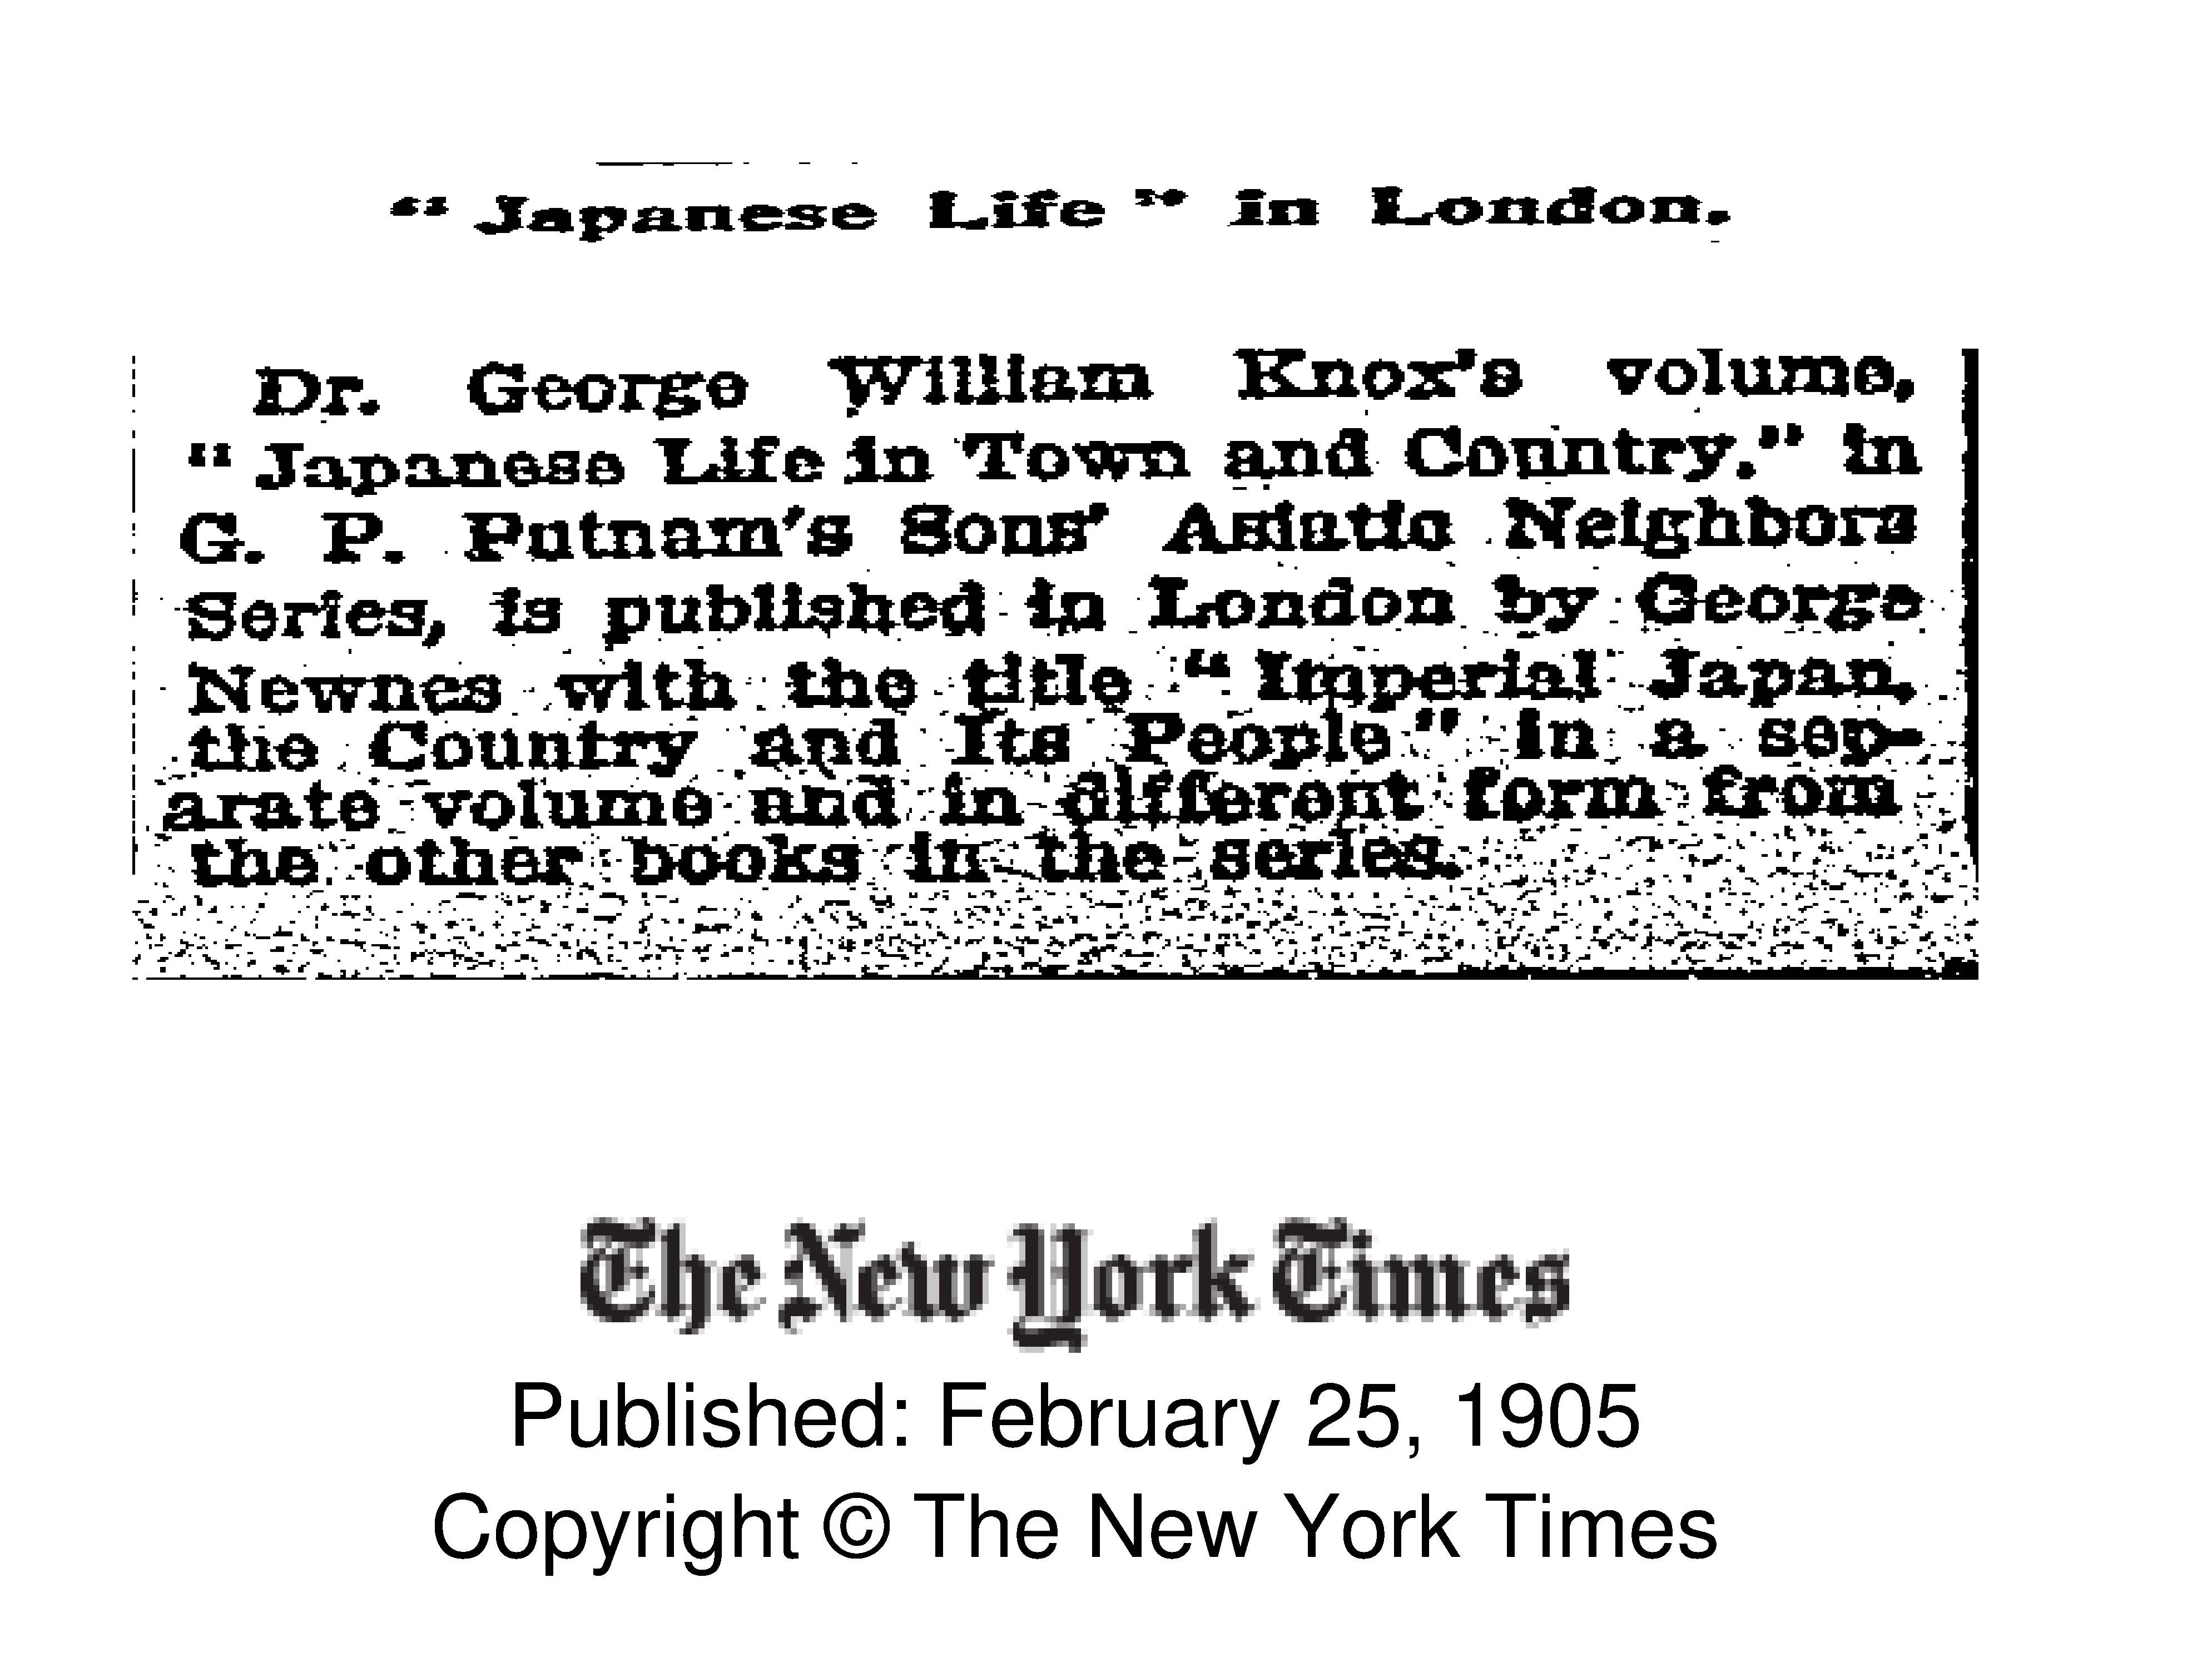 “ Japanese Life ” in London.
Dr. George William Knox's volume,
“ Japanese Life in Town and Country.” in
G. P. Putnam's Sons' Asiatic Neighbors
Series, is published in London by George
Newnes with the title “ Imperial Japan,
the Country and Its People ” in a sep-
arate volume and in different form from
the other books in the series.
The New York Times
Published: February 25, 1905
Copyright © The New York Times